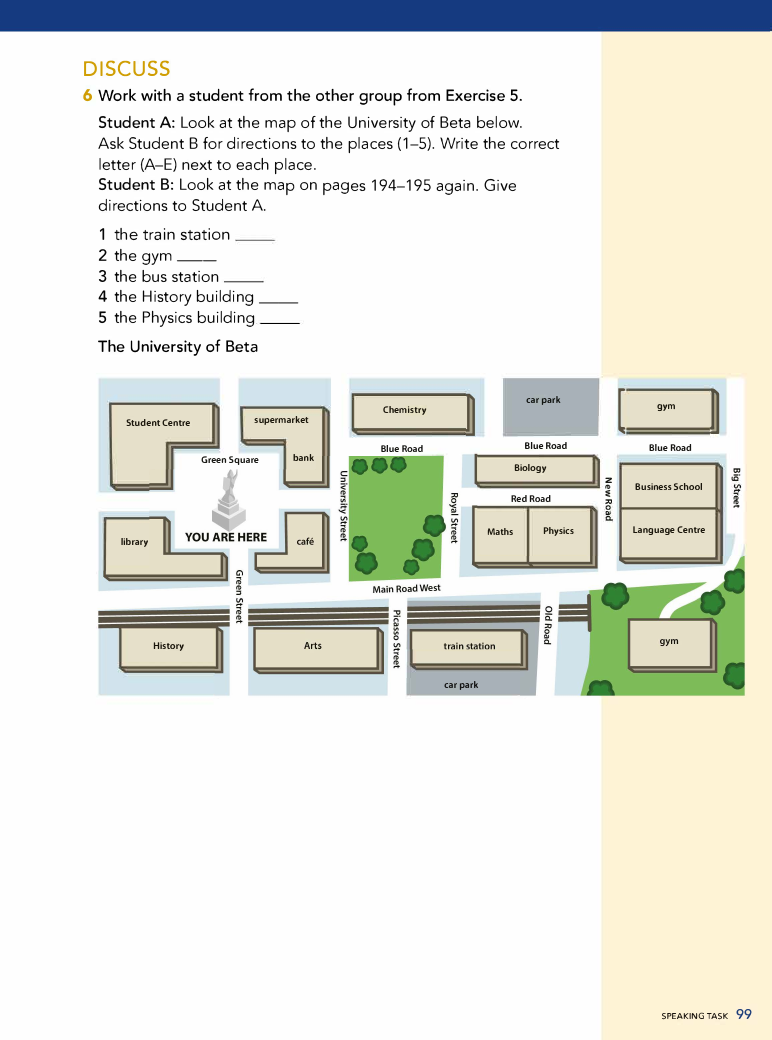 DISCUSS
6 Work with a student from the other group from Exercise 5.
Student A: Look at the map of the University of Beta below.
Ask Student B for directions to the places (1–5). Write the correct
letter (A–E) next to each place.
Student B: Look at the map on pages 194–195 again. Give
directions to Student A.
1 the train station _____
2 the gym _____
3 the bus station _____
4 the History building _____
5 the Physics building _____
The University of Beta
Student Centre
supermarket
bank
Green Square
YOU ARE HERE
library
café
Green Street
Chemistry
car park
gym
Blue Road
Blue Road
Blue Road
University Street
Royal Street
Biology
Red Road
Maths
Physics
New Road
Business School
Language Centre
Big Street
Main Road West
History
Arts
Picasso Street
train station
car park
Old Road
gym
SPEAKING TASK 99